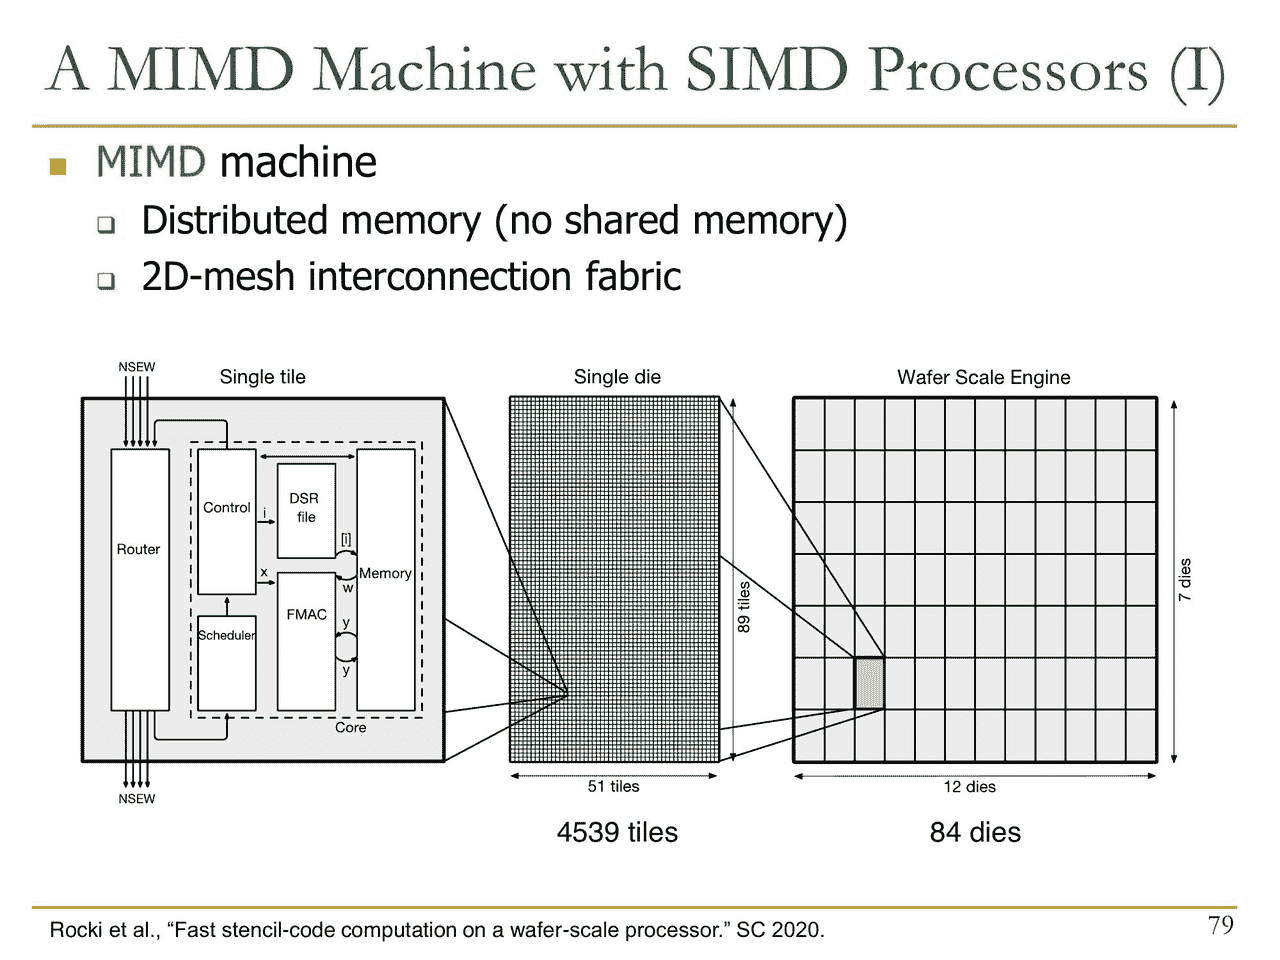 A MIMD Machine with SIMD Processors (I)
MIMD machine
Distributed memory (no shared memory)
2D-mesh interconnection fabric
NSEW
Single tile
Single die
Wafer Scale Engine
Control
DSR
file
i
[i]
Router
x
Memory
w
FMAC
y
Scheduler
y
Core
NSEW
89 tiles
51 tiles
7 dies
12 dies
4539 tiles
84 dies
Rocki et al., “Fast stencil-code computation on a wafer-scale processor.” SC 2020.
79